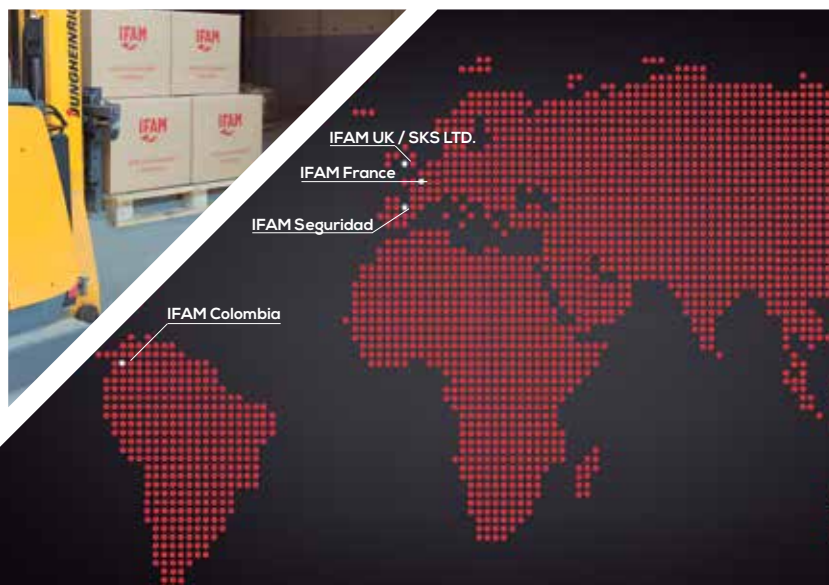 IFAM
IFAM
IFAM
IFAM
JUNGHEINRICH
IFAM UK / SKS LTD.
IFAM France
IFAM Seguridad
IFAM Colombia